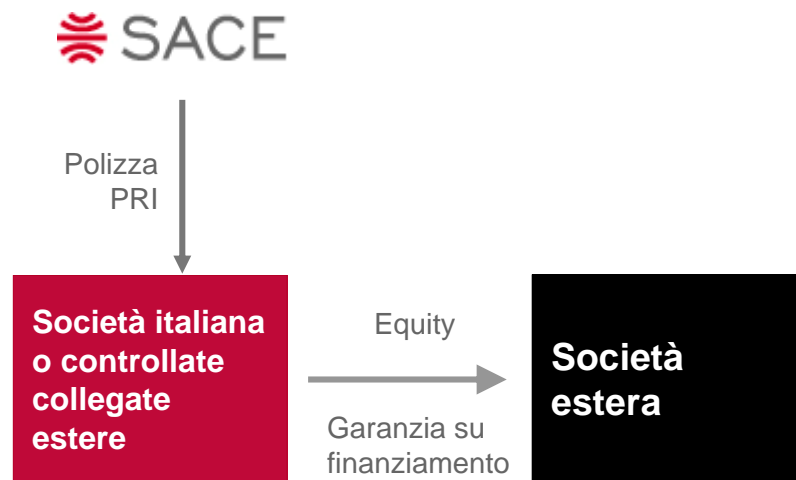 SACE
Polizza
PRI
Società italiana
o controllate
collegate
estere
Equity
Garanzia su
finanziamento
Società
estera